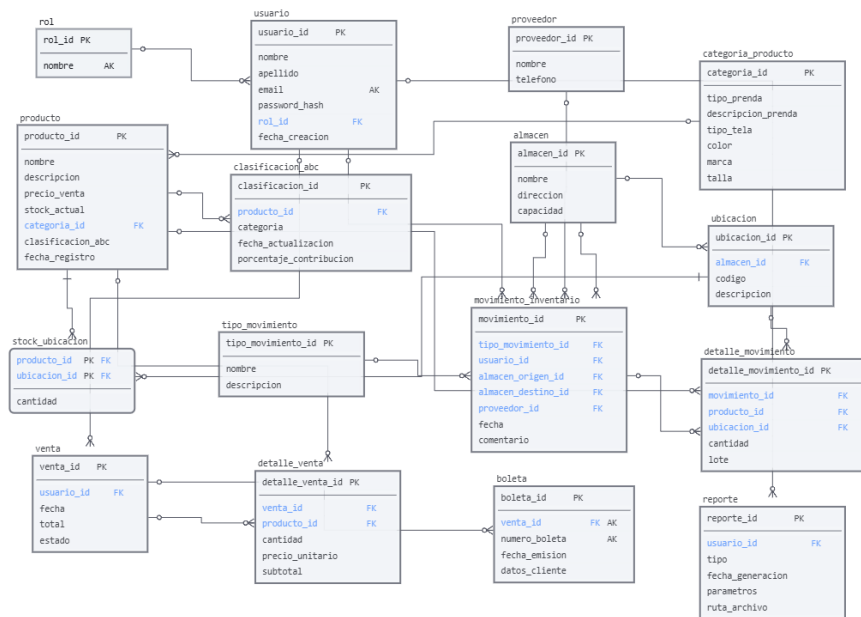 rol
rol_id PK
nombre AK
usuario
usuario_id PK
nombre
apellido
email AK
password_hash
rol_id FK
fecha_creacion
proveedor
proveedor_id PK
nombre
telefono
categoria_producto
categoria_id PK
tipo_prenda
descripcion_prenda
tipo_tela
color
marca
talla
producto
producto_id PK
nombre
descripcion
precio_venta
stock_actual
categoria_id FK
clasificacion_abc
fecha_registro
clasificacion_abc
clasificacion_id PK
producto_id FK
categoria
fecha_actualizacion
porcentaje_contribucion
almacen
almacen_id PK
nombre
direccion
capacidad
ubicacion
ubicacion_id PK
almacen_id FK
codigo
descripcion
stock_ubicacion
producto_id PK FK
ubicacion_id PK FK
cantidad
tipo_movimiento
tipo_movimiento_id PK
nombre
descripcion
movimiento_inventario
movimiento_id PK
tipo_movimiento_id FK
usuario_id FK
almacen_origen_id FK
almacen_destino_id FK
proveedor_id FK
fecha
comentario
detalle_movimiento
detalle_movimiento_id PK
movimiento_id FK
producto_id FK
ubicacion_id FK
cantidad
lote
venta
venta_id PK
usuario_id FK
fecha
total
estado
detalle_venta
detalle_venta_id PK
venta_id FK
producto_id FK
cantidad
precio_unitario
subtotal
boleta
boleta_id PK
venta_id FK AK
numero_boleta AK
fecha_emision
datos_cliente
reporte
reporte_id PK
usuario_id FK
tipo
fecha_generacion
parametros
ruta_archivo